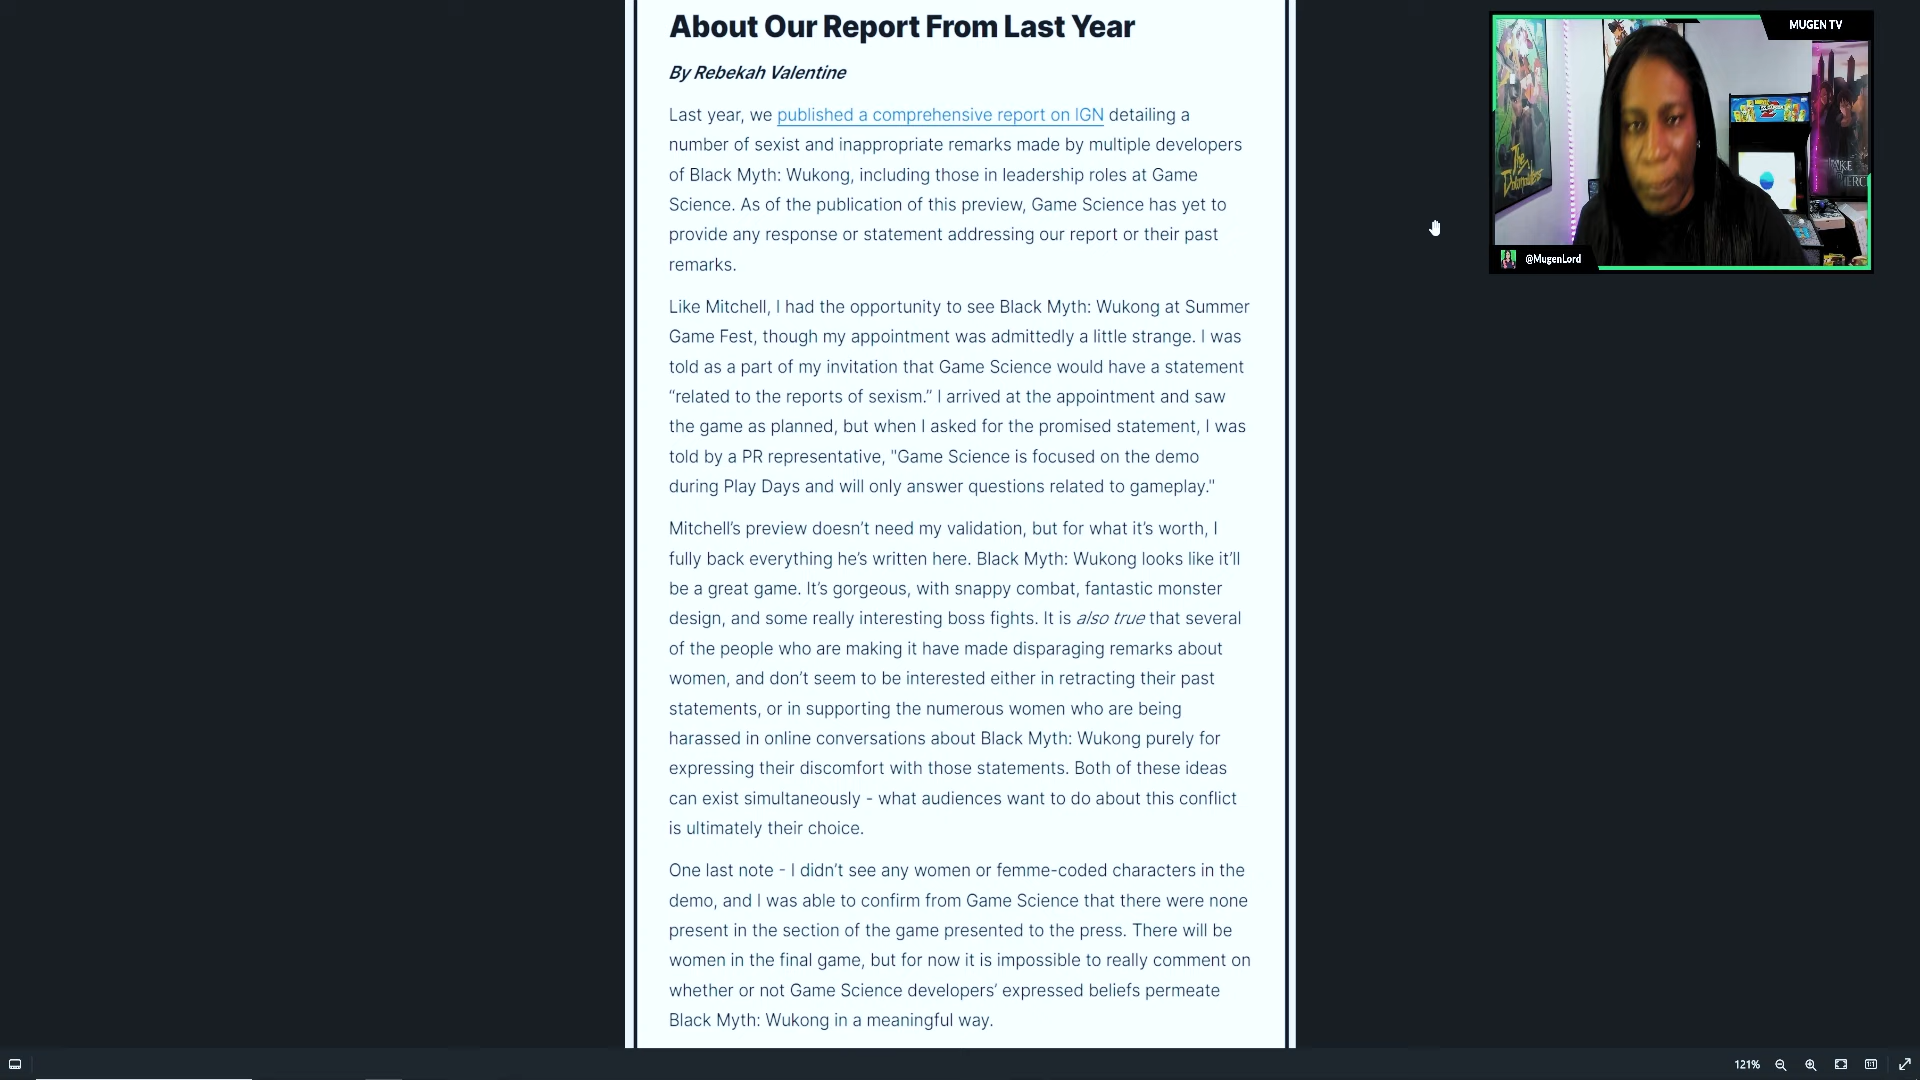 About Our Report From Last Year
By Rebekah Valentine
Last year, we published a comprehensive report on IGN detailing a
number of sexist and inappropriate remarks made by multiple developers
of Black Myth: Wukong, including those in leadership roles at Game
Science. As of the publication of this preview, Game Science has yet to
provide any response or statement addressing our report or their past
remarks.
Like Mitchell, I had the opportunity to see Black Myth: Wukong at Summer
Game Fest, though my appointment was admittedly a little strange. I was
told as a part of my invitation that Game Science would have a statement
“related to the reports of sexism.” I arrived at the appointment and saw
the game as planned, but when I asked for the promised statement, I was
told by a PR representative, "Game Science is focused on the demo
during Play Days and will only answer questions related to gameplay."
Mitchell’s preview doesn’t need my validation, but for what it’s worth, I
fully back everything he’s written here. Black Myth: Wukong looks like it’ll
be a great game. It’s gorgeous, with snappy combat, fantastic monster
design, and some really interesting boss fights. It is also true that several
of the people who are making it have made disparaging remarks about
women, and don’t seem to be interested either in retracting their past
statements, or in supporting the numerous women who are being
harassed in online conversations about Black Myth: Wukong purely for
expressing their discomfort with those statements. Both of these ideas
can exist simultaneously - what audiences want to do about this conflict
is ultimately their choice.
One last note - I didn’t see any women or femme-coded characters in the
demo, and I was able to confirm from Game Science that there were none
present in the section of the game presented to the press. There will be
women in the final game, but for now it is impossible to really comment on
whether or not Game Science developers’ expressed beliefs permeate
Black Myth: Wukong in a meaningful way.
MUGEN TV
The
@MugenLord
121%
1:1